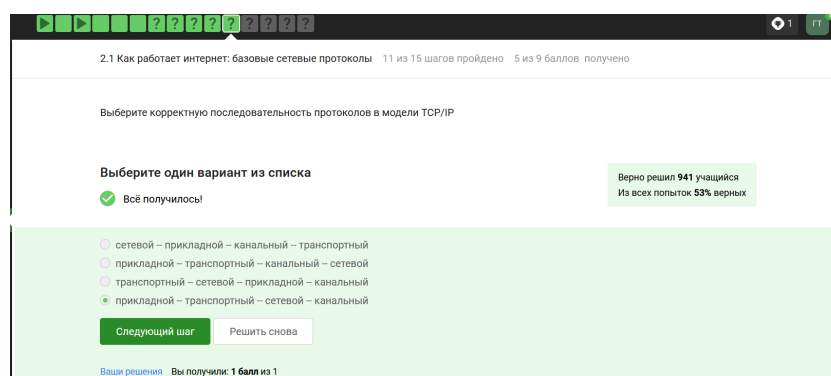 ? ? ? ? ? ? ? ? ?
1
ГТ
2.1 Как работает интернет: базовые сетевые протоколы 11 из 15 шагов пройдено 5 из 9 баллов получено
Выберите корректную последовательность протоколов в модели TCP/IP
Выберите один вариант из списка
Всё получилось!
Верно решил 941 учащийся
Из всех попыток 53% верных
сетевой – прикладной – канальный – транспортный
прикладной – транспортный – канальный – сетевой
транспортный – сетевой – прикладной – канальный
прикладной – транспортный – сетевой – канальный
Следующий шаг
Решить снова
Ваши решения Вы получили: 1 балл из 1